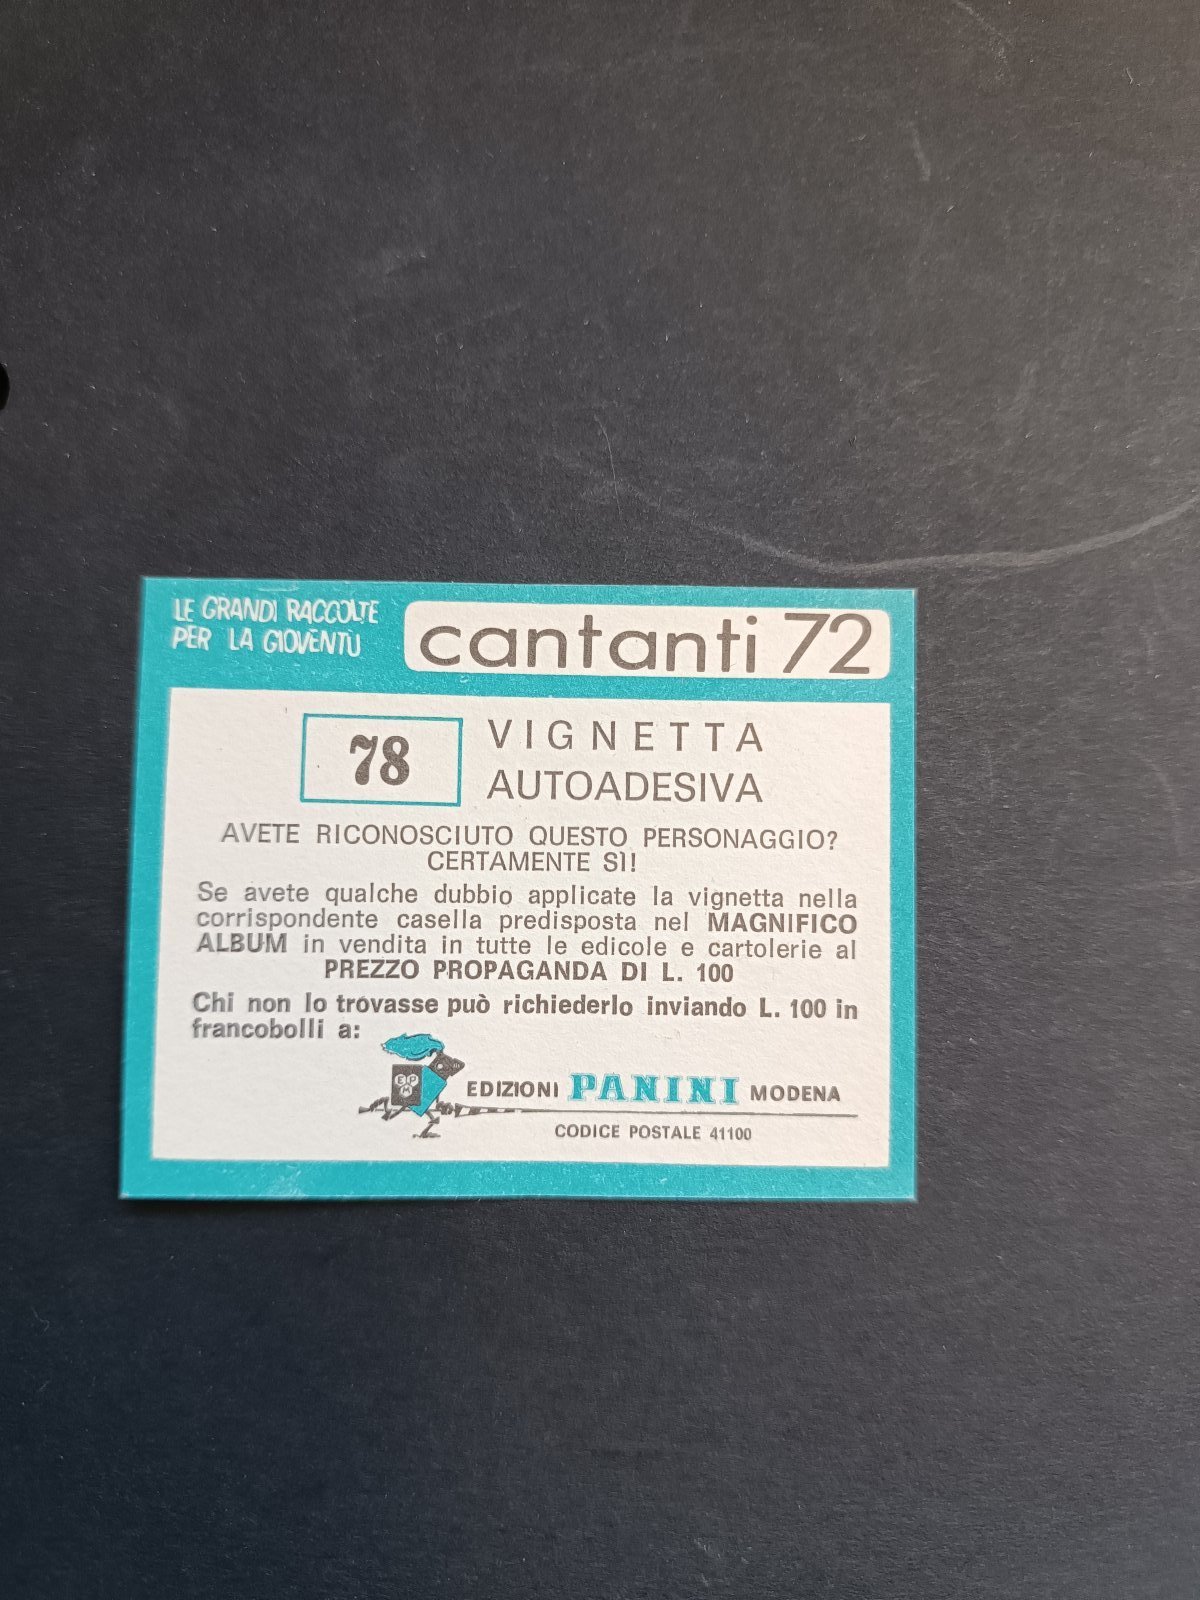 LE GRANDI RACCOLTE
PER LA GIOVENTÙ
cantanti 72
78
VIGNETTA
AUTOADESIVA
AVETE RICONOSCIUTO QUESTO PERSONAGGIO?
CERTAMENTE SÌ!
Se avete qualche dubbio applicate la vignetta nella
corrispondente casella predisposta nel MAGNIFICO
ALBUM in vendita in tutte le edicole e cartolerie al
PREZZO PROPAGANDA DI L. 100
Chi non lo trovasse può richiederlo inviando L. 100 in
francobolli a:
EPM
EDIZIONI PANINI MODENA
CODICE POSTALE 41100